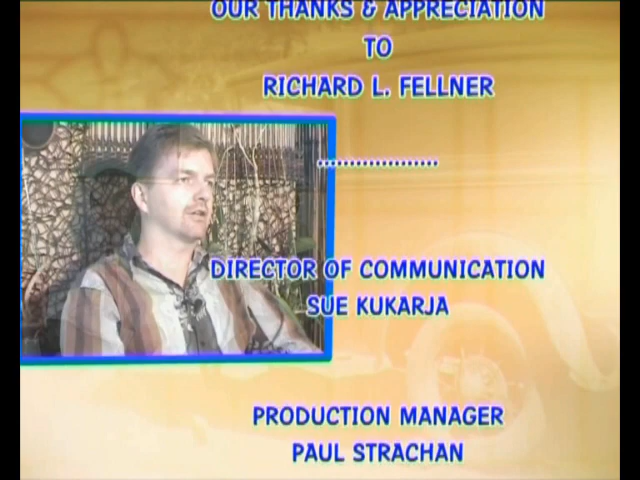 OUR THANKS & APPRECIATION
TO
RICHARD L. FELLNER
...................
DIRECTOR OF COMMUNICATION
SUE KUKARJA
PRODUCTION MANAGER
PAUL STRACHAN